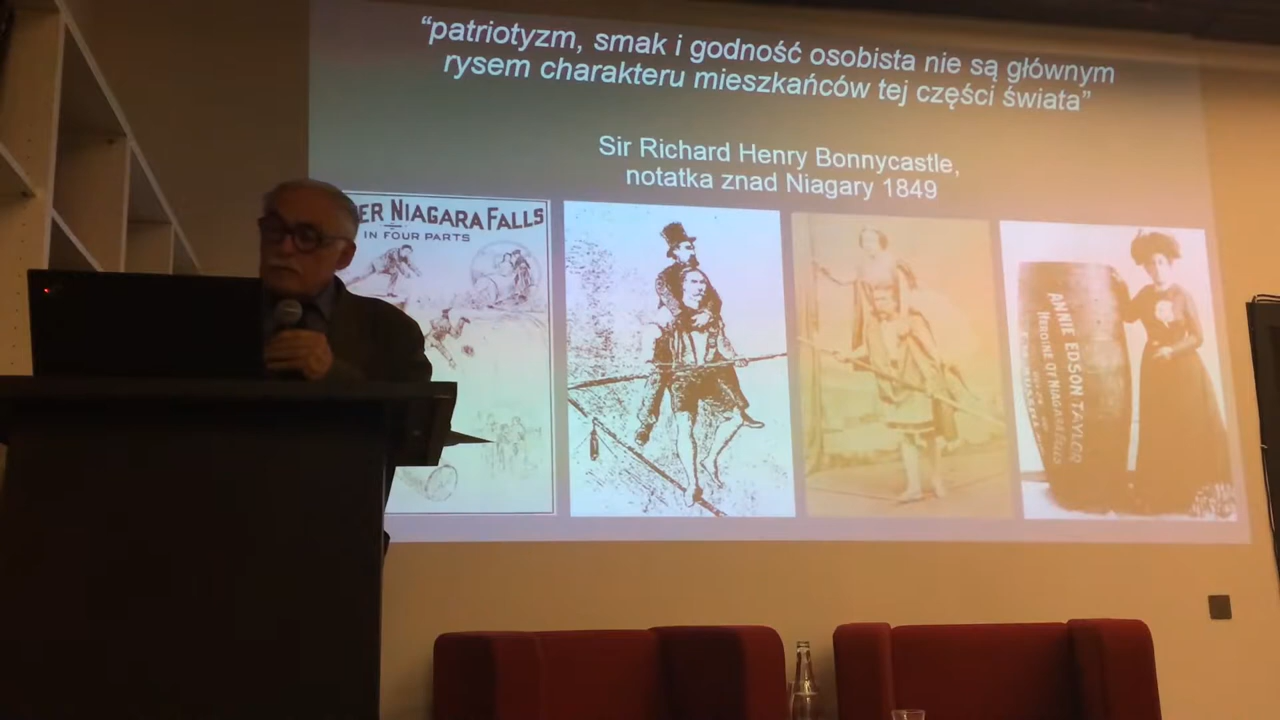 “patriotyzm, smak i godność osobista nie są głównym
rysem charakteru mieszkańców tej części świata”
Sir Richard Henry Bonnycastle,
notatka znad Niagary 1849
ER NIAGARA FALLS
IN FOUR PARTS
ANNIE EDSON TAYLOR
HEROINE OF NIAGARA FALLS